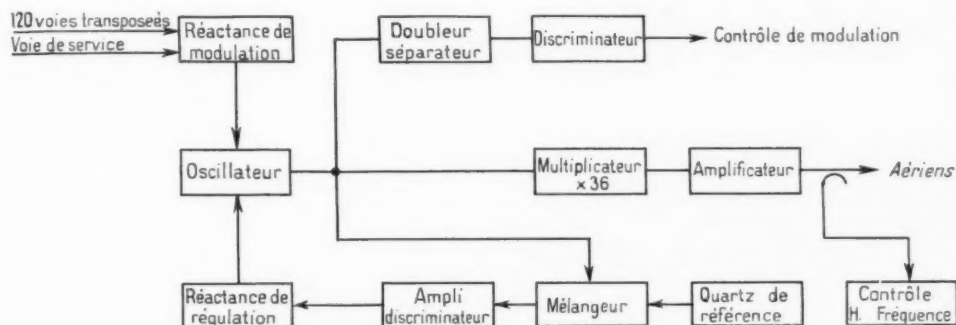 120 voies transposées
Voie de service
Réactance de
modulation
Doubleur
séparateur
Discriminateur
Contrôle de modulation
Oscillateur
Multiplicateur
× 36
Amplificateur
Aériens
Réactance de
régulation
Ampli
discriminateur
Mélangeur
Quartz de
référence
Contrôle
H. Fréquence